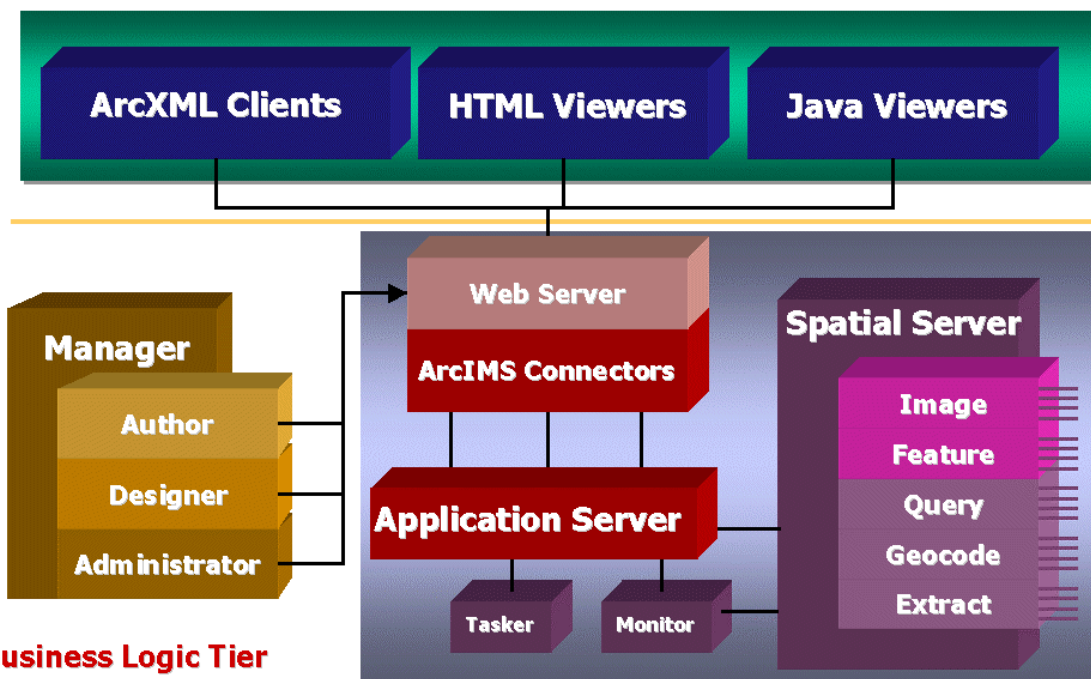 ArcXML Clients
HTML Viewers
Java Viewers
Web Server
ArcIMS Connectors
Manager
Author
Designer
Administrator
Application Server
Tasker
Monitor
Spatial Server
Image
Feature
Query
Geocode
Extract
usiness Logic Tier